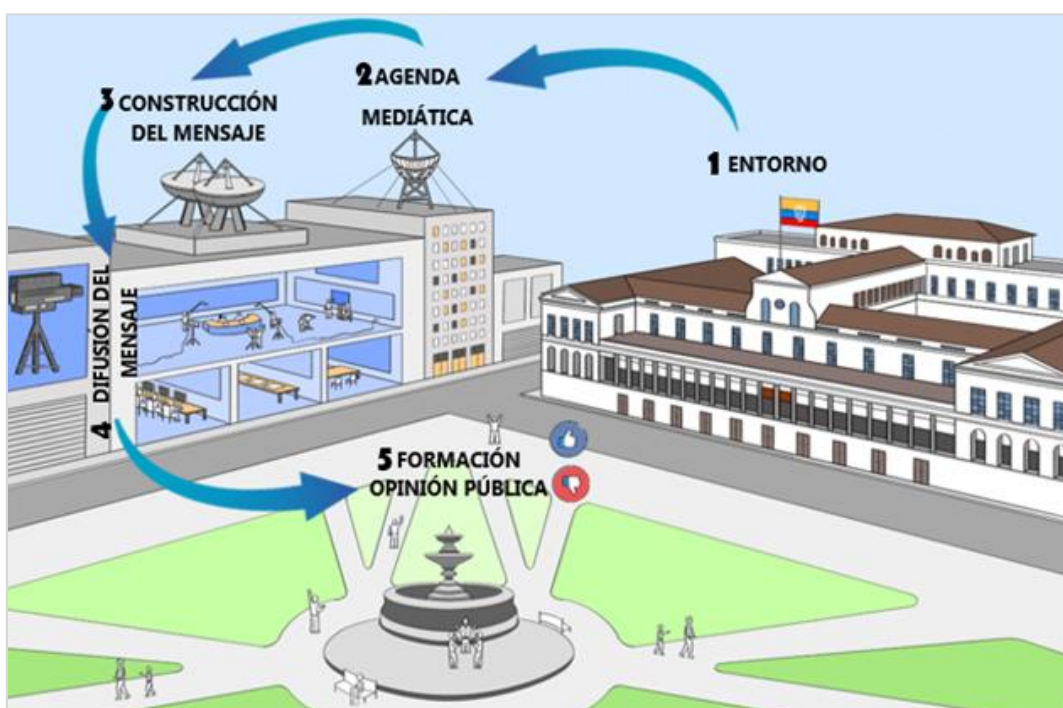 1 ENTORNO
2 AGENDA
MEDIÁTICA
3 CONSTRUCCIÓN
DEL MENSAJE
4 DIFUSIÓN DEL
MENSAJE
5 FORMACIÓN
OPINIÓN PÚBLICA